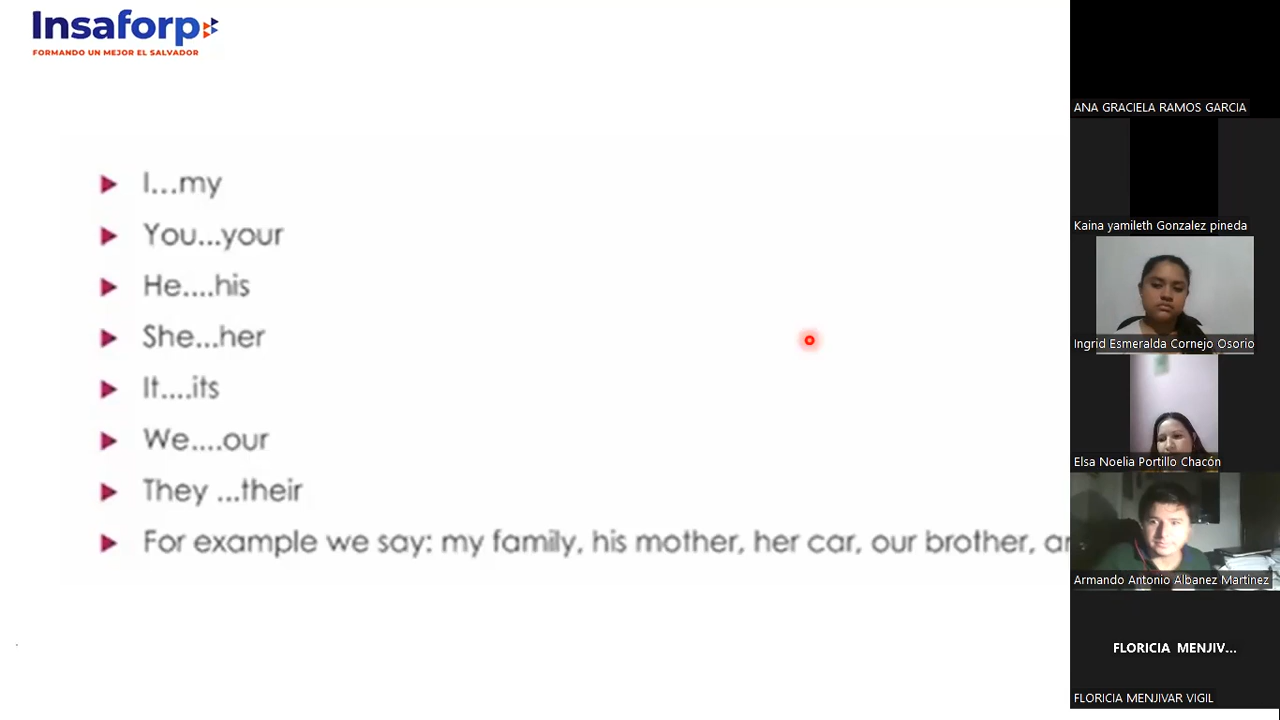 Insaforp
FORMANDO UN MEJOR EL SALVADOR
I...my
You...your
He....his
She...her
It....its
We....our
They ...their
For example we say: my family, his mother, her car, our brother,
ANA GRACIELA RAMOS GARCIA
Kaina yamileth Gonzalez pineda
Ingrid Esmeralda Cornejo Osorio
Elsa Noelia Portillo Chacón
Armando Antonio Albanez Martinez
FLORICIA MENJIV...
FLORICIA MENJIVAR VIGIL